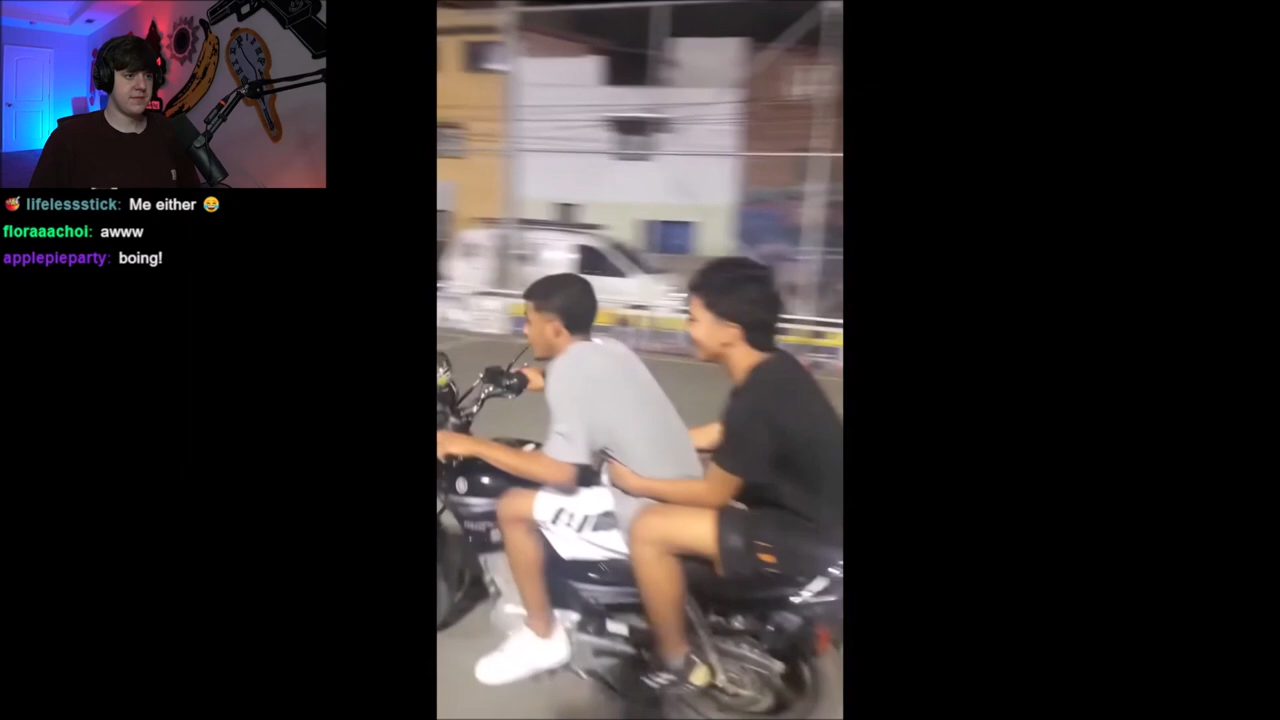 lifelessstick: Me either 😂
floraaachoi: awww
applepieparty: boing!